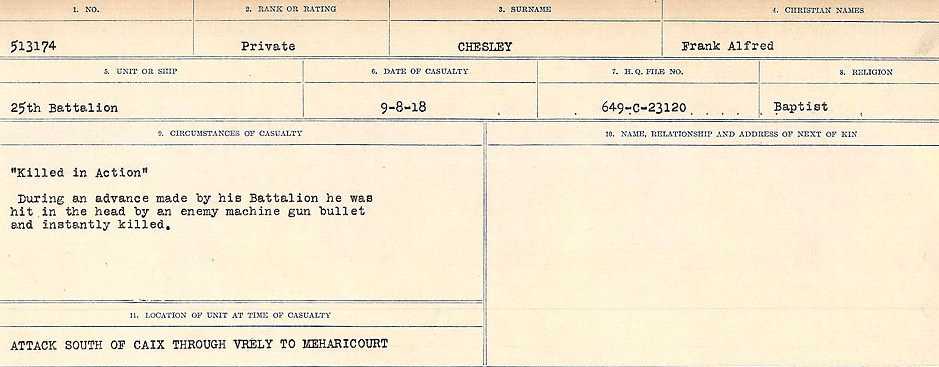 1. NO. 2. RANK OR RATING 3. SURNAME 4. CHRISTIAN NAMES
513174 Private CHESLEY Frank Alfred
5. UNIT OR SHIP 6. DATE OF CASUALTY 7. H.Q. FILE NO. 8. RELIGION
25th Battalion 9-8-18 649-C-23120 Baptist
9. CIRCUMSTANCES OF CASUALTY 10. NAME, RELATIONSHIP AND ADDRESS OF NEXT OF KIN
"Killed in Action"
During an advance made by his Battalion he was
hit in the head by an enemy machine gun bullet
and instantly killed.
11. LOCATION OF UNIT AT TIME OF CASUALTY
ATTACK SOUTH OF CAIX THROUGH VRELY TO MEHARICOURT